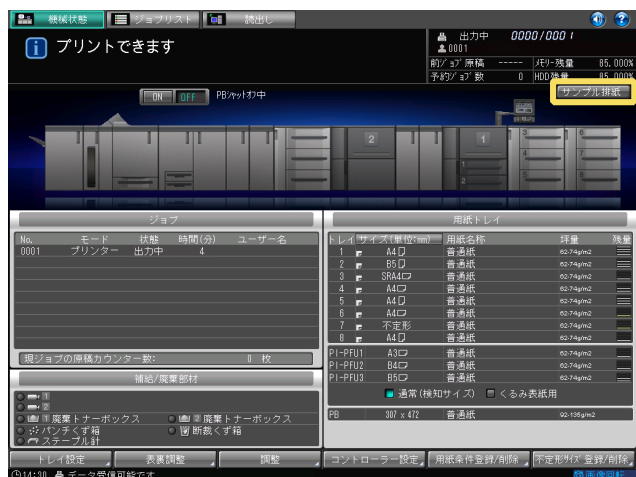 機械状態 ジョブリスト 読出し
プリントできます
出力中 0000/0001
0001
前ジョブ原稿 ----- メモリー残量 85.000%
予約ジョブ数 0 HDD残量 85.000%
サンプル排紙
ON OFF PBシャットオフ中
2 1 3 6
4 7
1 5 8
2
ジョブ
No. モード 状態 時間(分) ユーザー名
0001 プリンター 出力中 4
現ジョブの原稿カウンター数: 0 枚
補給/廃棄部材
1
2
1 廃棄トナーボックス 2 廃棄トナーボックス
パンチくず箱 断裁くず箱
ステープル針
用紙トレイ
トレイ サイズ(単位:mm) 用紙名称 坪量 残量
1 A4 普通紙 62-74g/m2
2 B5 普通紙 62-74g/m2
3 SRA4 普通紙 62-74g/m2
4 A4 普通紙 62-74g/m2
5 A4 普通紙 62-74g/m2
6 A4 普通紙 62-74g/m2
7 不定形 普通紙 62-74g/m2
8 A4 普通紙 62-74g/m2
PI-PFU1 A3 普通紙 62-74g/m2
PI-PFU2 B4 普通紙 62-74g/m2
PI-PFU3 B5 普通紙 62-74g/m2
通常(検知サイズ) くるみ表紙用
PB 307 x 472 普通紙 92-135g/m2
トレイ設定 表裏調整 調整 コントローラー設定 用紙条件登録/削除 不定形サイズ 登録/削除
14:30 データ受信可能です 画像回転